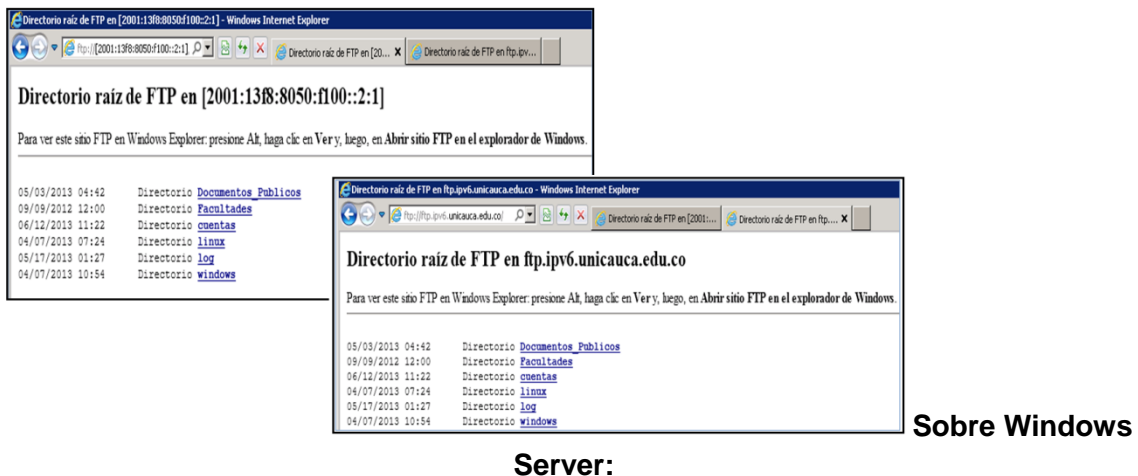 Directorio raíz de FTP en [2001:13f8:8050:f100::2:1] - Windows Internet Explorer
ftp://[2001:13f8:8050:f100::2:1]
Directorio raíz de FTP en [20...
Directorio raíz de FTP en ftp.ipv...
Directorio raíz de FTP en [2001:13f8:8050:f100::2:1]
Para ver este sitio FTP en Windows Explorer: presione Alt, haga clic en Ver y, luego, en Abrir sitio FTP en el explorador de Windows.
05/03/2013 04:42 Directorio Documentos_Publicos
09/09/2012 12:00 Directorio Facultades
06/12/2013 11:22 Directorio cuentas
04/07/2013 07:24 Directorio linux
05/17/2013 01:27 Directorio log
04/07/2013 10:54 Directorio windows
Directorio raíz de FTP en ftp.ipv6.unicauca.edu.co - Windows Internet Explorer
ftp://ftp.ipv6.unicauca.edu.co/
Directorio raíz de FTP en [2001:...
Directorio raíz de FTP en ftp....
Directorio raíz de FTP en ftp.ipv6.unicauca.edu.co
Para ver este sitio FTP en Windows Explorer: presione Alt, haga clic en Ver y, luego, en Abrir sitio FTP en el explorador de Windows.
05/03/2013 04:42 Directorio Documentos_Publicos
09/09/2012 12:00 Directorio Facultades
06/12/2013 11:22 Directorio cuentas
04/07/2013 07:24 Directorio linux
05/17/2013 01:27 Directorio log
04/07/2013 10:54 Directorio windows
Sobre Windows
Server: